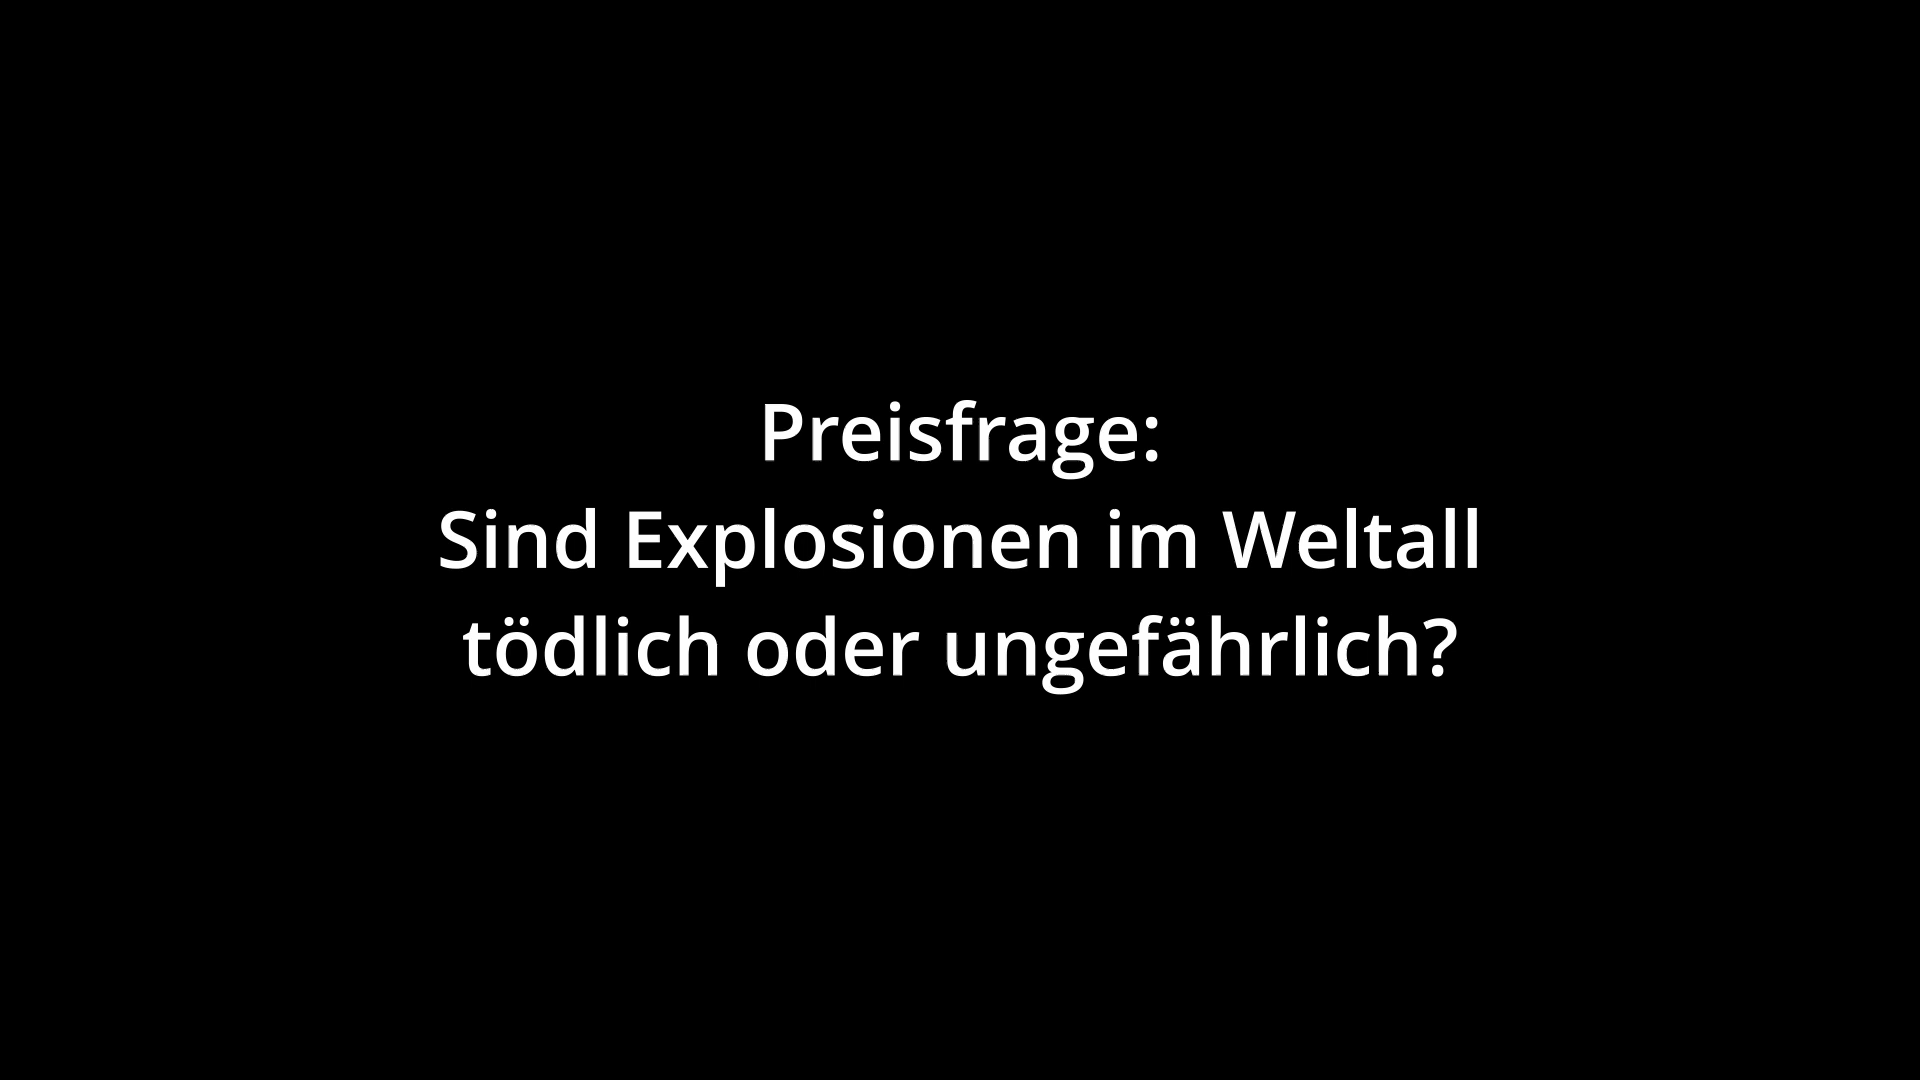 Preisfrage:
Sind Explosionen im Weltall
tödlich oder ungefährlich?